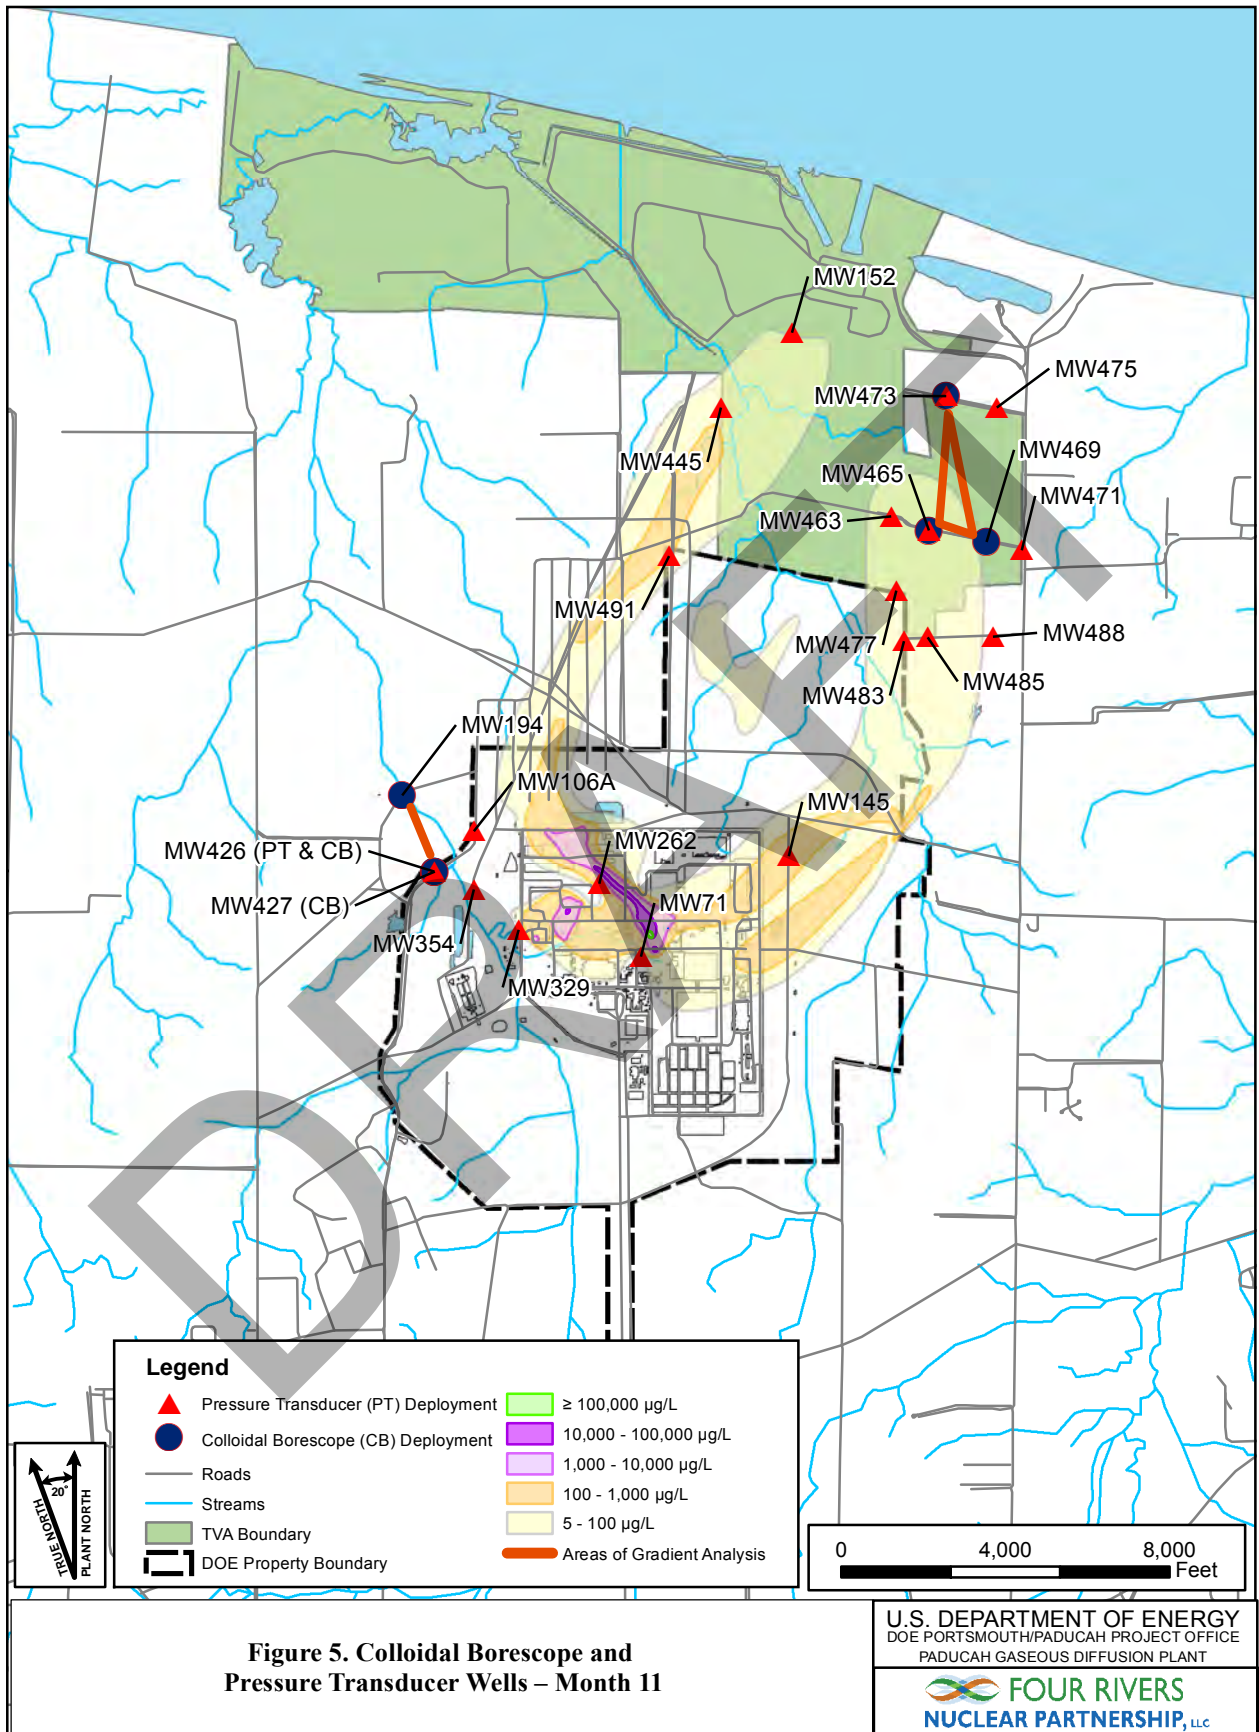 MW152
MW475
MW473
MW469
MW445
MW465
MW471
MW463
MW491
MW477
MW488
MW483
MW485
MW194
MW106A
MW145
MW426 (PT & CB)
MW262
MW427 (CB)
MW71
MW354
MW329
DRAFT
Legend
Pressure Transducer (PT) Deployment
Colloidal Borescope (CB) Deployment
Roads
Streams
TVA Boundary
DOE Property Boundary
≥ 100,000 µg/L
10,000 - 100,000 µg/L
1,000 - 10,000 µg/L
100 - 1,000 µg/L
5 - 100 µg/L
Areas of Gradient Analysis
20°
TRUE NORTH
PLANT NORTH
0 4,000 8,000
Feet
Figure 5. Colloidal Borescope and
Pressure Transducer Wells – Month 11
U.S. DEPARTMENT OF ENERGY
DOE PORTSMOUTH/PADUCAH PROJECT OFFICE
PADUCAH GASEOUS DIFFUSION PLANT
FOUR RIVERS
NUCLEAR PARTNERSHIP, LLC